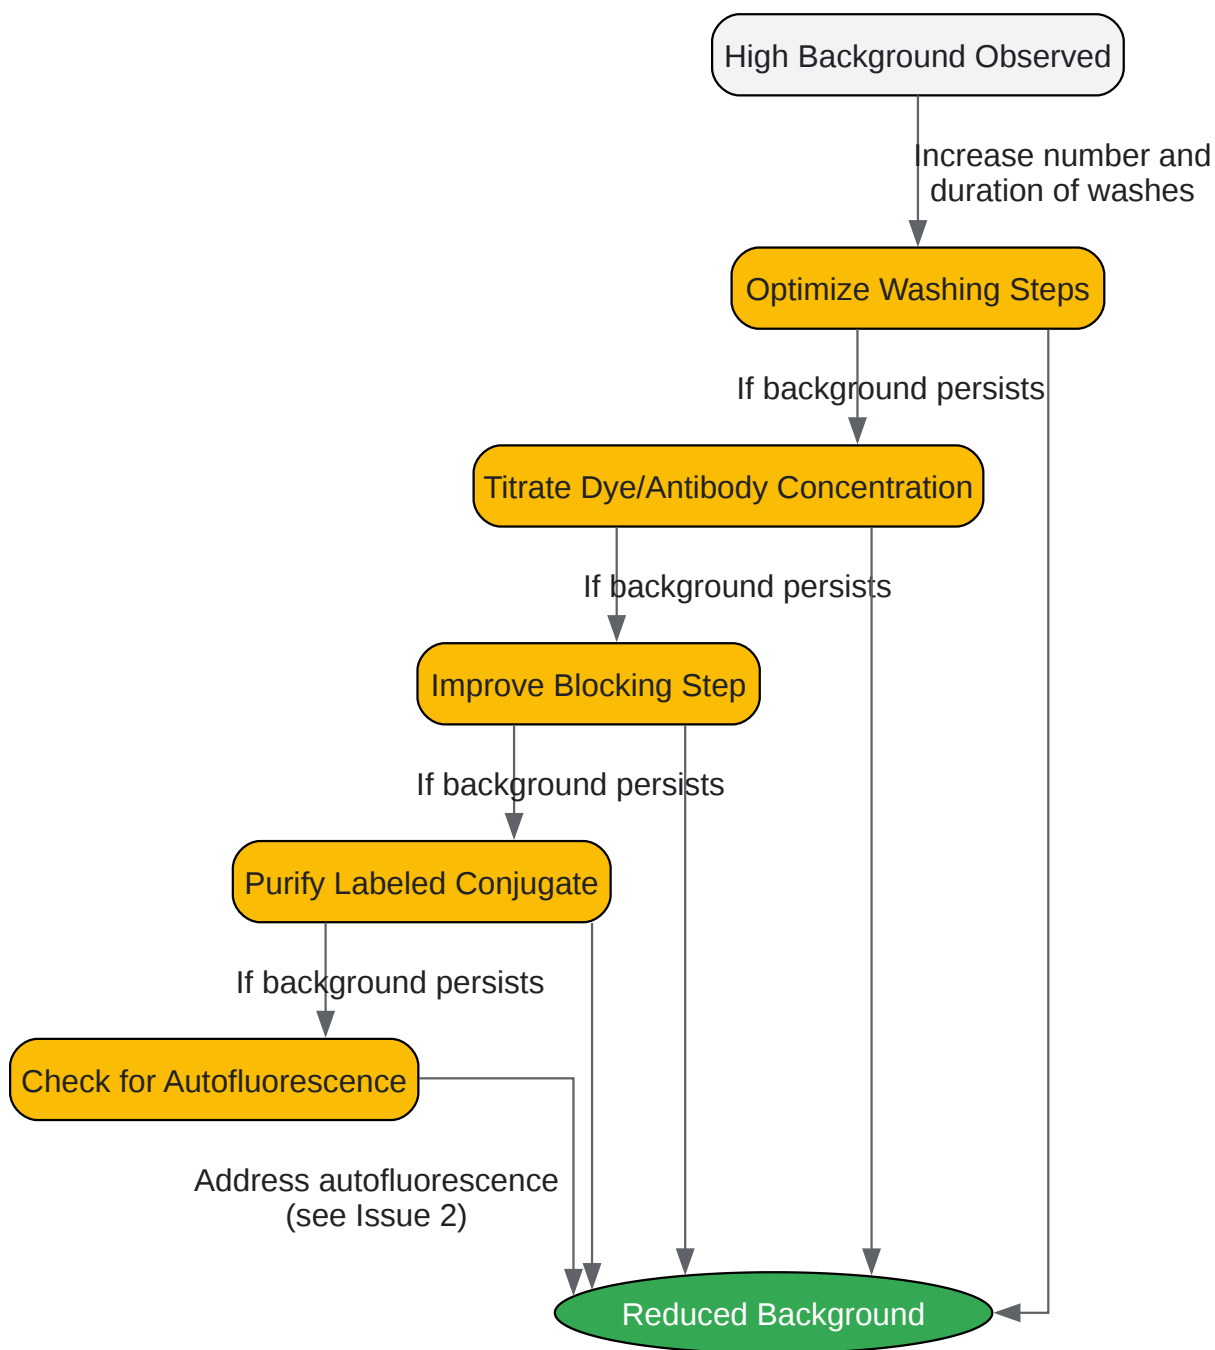 High Background Observed
Increase number and
duration of washes
Optimize Washing Steps
If background persists
Titrate Dye/Antibody Concentration
If background persists
Improve Blocking Step
If background persists
Purify Labeled Conjugate
If background persists
Check for Autofluorescence
Address autofluorescence
(see Issue 2)
Reduced Background